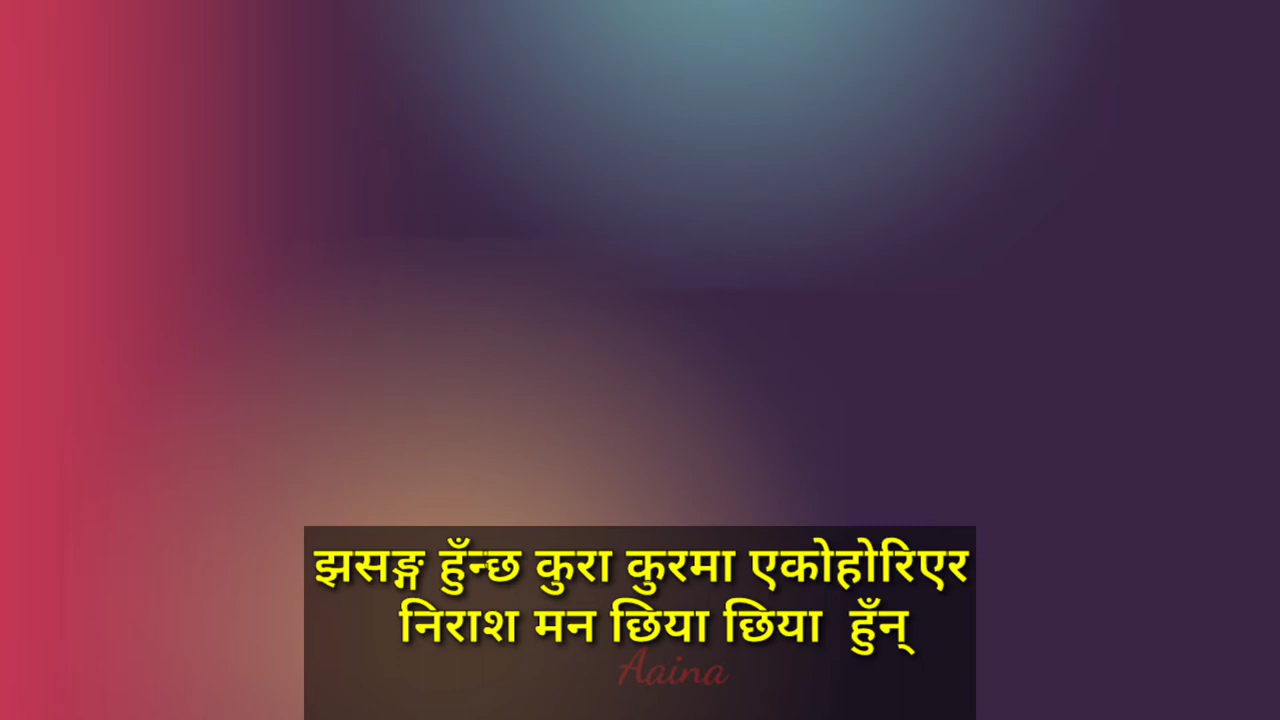 झसङ्ग हुँन्छ कुरा कुरमा एकोहोरिएर
निराश मन छिया छिया हुँन्
Aaina